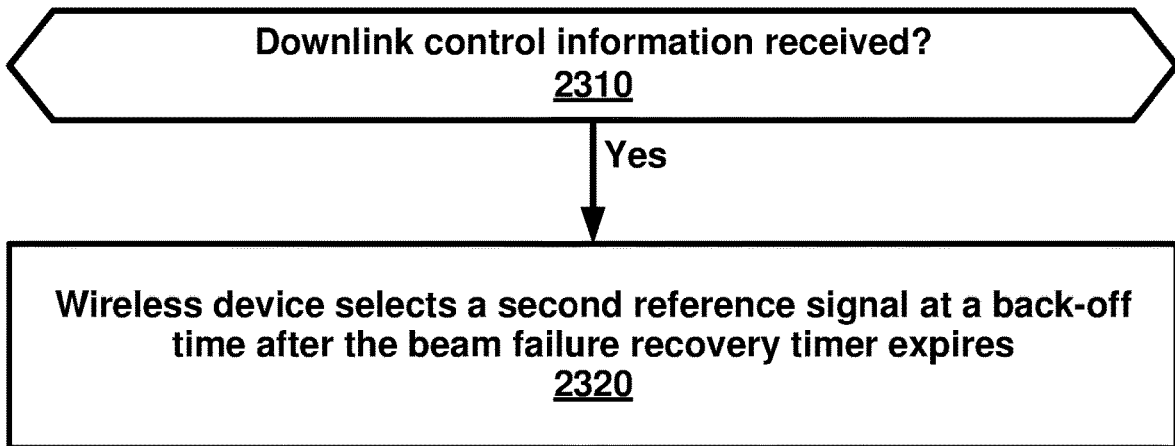 Downlink control information received?
2310
Yes
Wireless device selects a second reference signal at a back-off
time after the beam failure recovery timer expires
2320